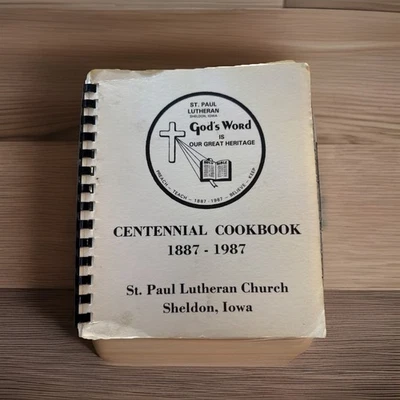 ST. PAUL
LUTHERAN
SHELDON, IOWA
God's Word
IS
OUR GREAT HERITAGE
PREACH - TEACH - 1887-1987 - BELIEVE - KEEP
CENTENNIAL COOKBOOK
1887 - 1987
St. Paul Lutheran Church
Sheldon, Iowa